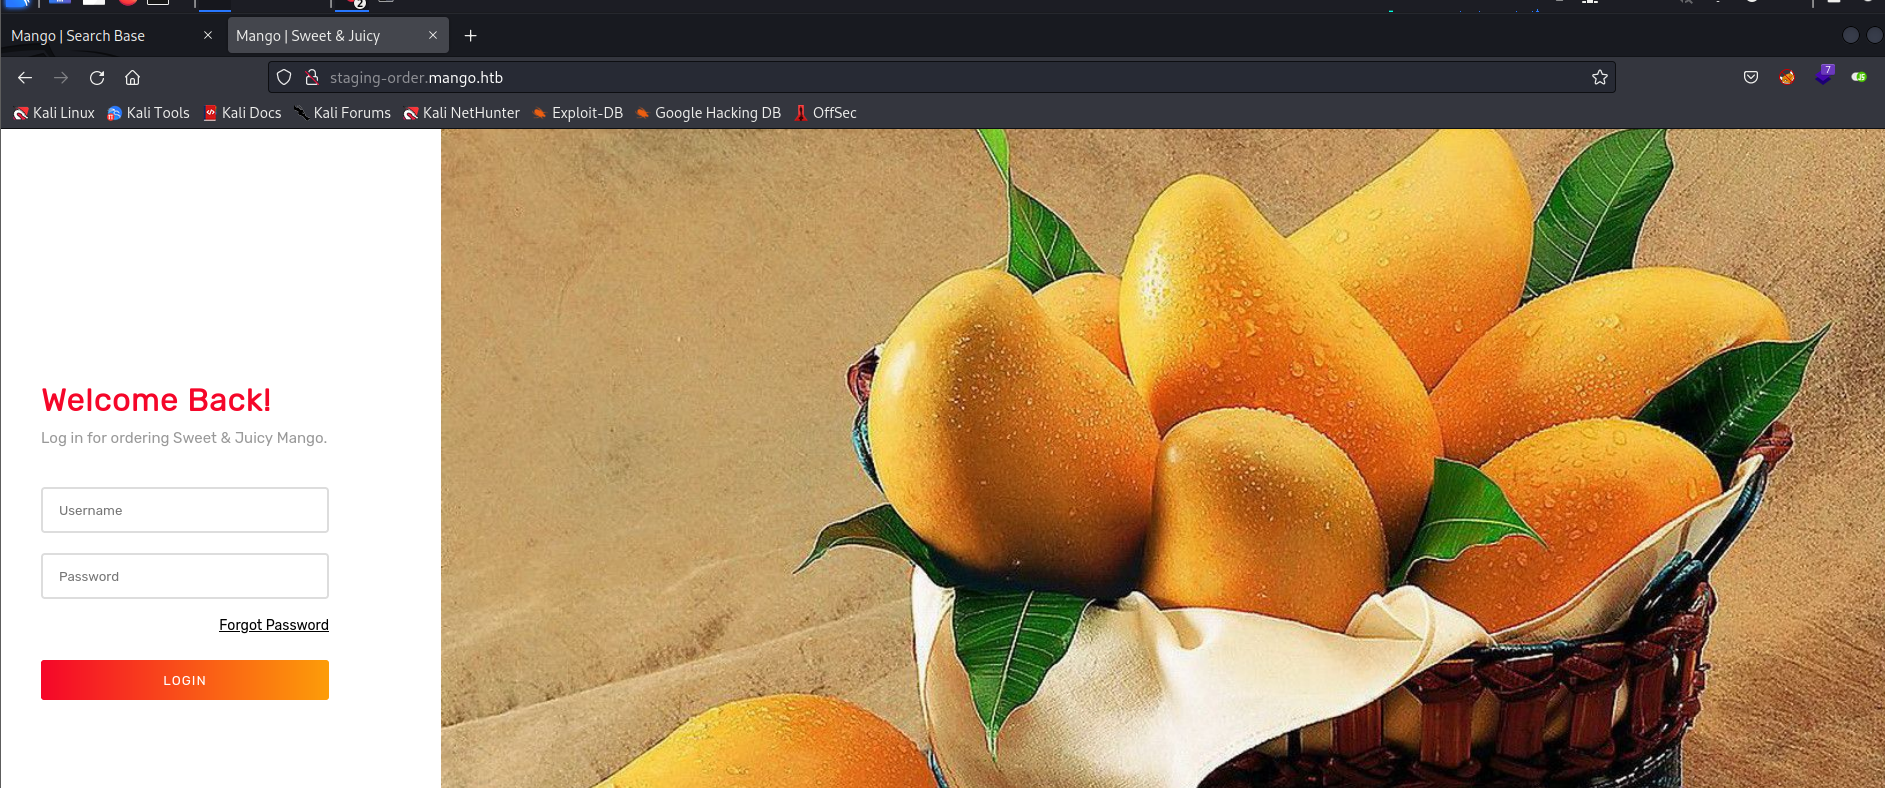 2
Mango | Search Base
Mango | Sweet & Juicy
staging-order.mango.htb
7
Kali Linux Kali Tools Kali Docs Kali Forums Kali NetHunter Exploit-DB Google Hacking DB OffSec
Welcome Back!
Log in for ordering Sweet & Juicy Mango.
Username
Password
Forgot Password
LOGIN